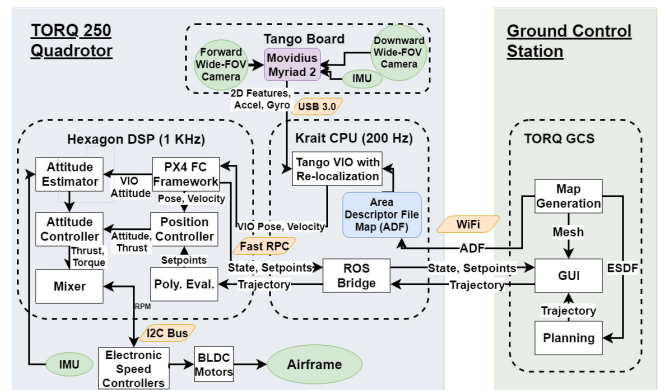 TORQ 250
Quadrotor
Tango Board
Forward
Wide-FOV
Camera
Movidius
Myriad 2
IMU
Downward
Wide-FOV
Camera
2D Features,
Accel, Gyro
USB 3.0
Hexagon DSP (1 KHz)
Attitude
Estimator
VIO
Attitude
PX4 FC
Framework
Pose, Velocity
Attitude
Controller
Attitude,
Thrust
Position
Controller
Thrust,
Torque
Setpoints
Mixer
Poly. Eval.
RPM
Krait CPU (200 Hz)
Tango VIO with
Re-localization
Area
Descriptor File
Map (ADF)
VIO Pose, Velocity
Fast RPC
State, Setpoints
Trajectory
ROS
Bridge
WiFi
ADF
State, Setpoints
Trajectory
I2C Bus
IMU
Electronic
Speed
Controllers
BLDC
Motors
Airframe
Ground Control
Station
TORQ GCS
Map
Generation
Mesh
ESDF
GUI
Trajectory
Planning